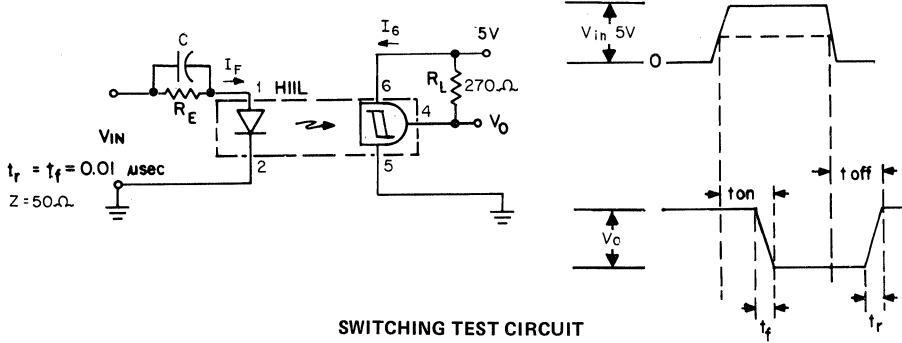 C
I_F
R_E
1
HIIL
V_IN
t_r = t_f = 0.01 μsec
Z = 50Ω
2
I_6
5V
6
R_L
270Ω
4
V_O
5
V_in 5V
0
t on
t off
V_o
t_f
t_r
SWITCHING TEST CIRCUIT